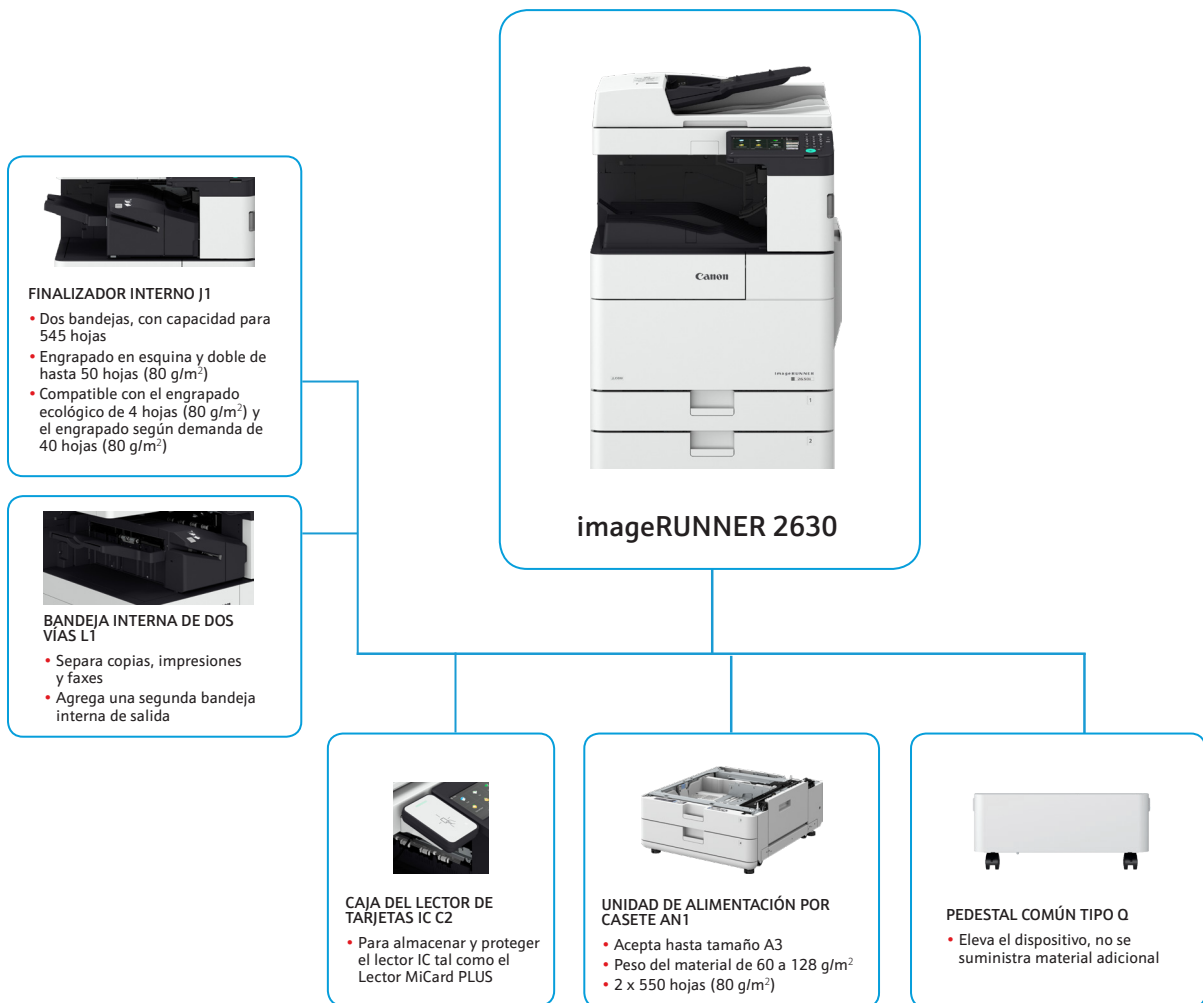 Canon
imageRUNNER
1
2
imageRUNNER 2630
FINALIZADOR INTERNO J1
• Dos bandejas, con capacidad para
545 hojas
• Engrapado en esquina y doble de
hasta 50 hojas (80 g/m²)
• Compatible con el engrapado
ecológico de 4 hojas (80 g/m²) y
el engrapado según demanda de
40 hojas (80 g/m²)
BANDEJA INTERNA DE DOS
VÍAS L1
• Separa copias, impresiones
y faxes
• Agrega una segunda bandeja
interna de salida
CAJA DEL LECTOR DE
TARJETAS IC C2
• Para almacenar y proteger
el lector IC tal como el
Lector MiCard PLUS
UNIDAD DE ALIMENTACIÓN POR
CASETE AN1
• Acepta hasta tamaño A3
• Peso del material de 60 a 128 g/m²
• 2 x 550 hojas (80 g/m²)
PEDESTAL COMÚN TIPO Q
• Eleva el dispositivo, no se
suministra material adicional